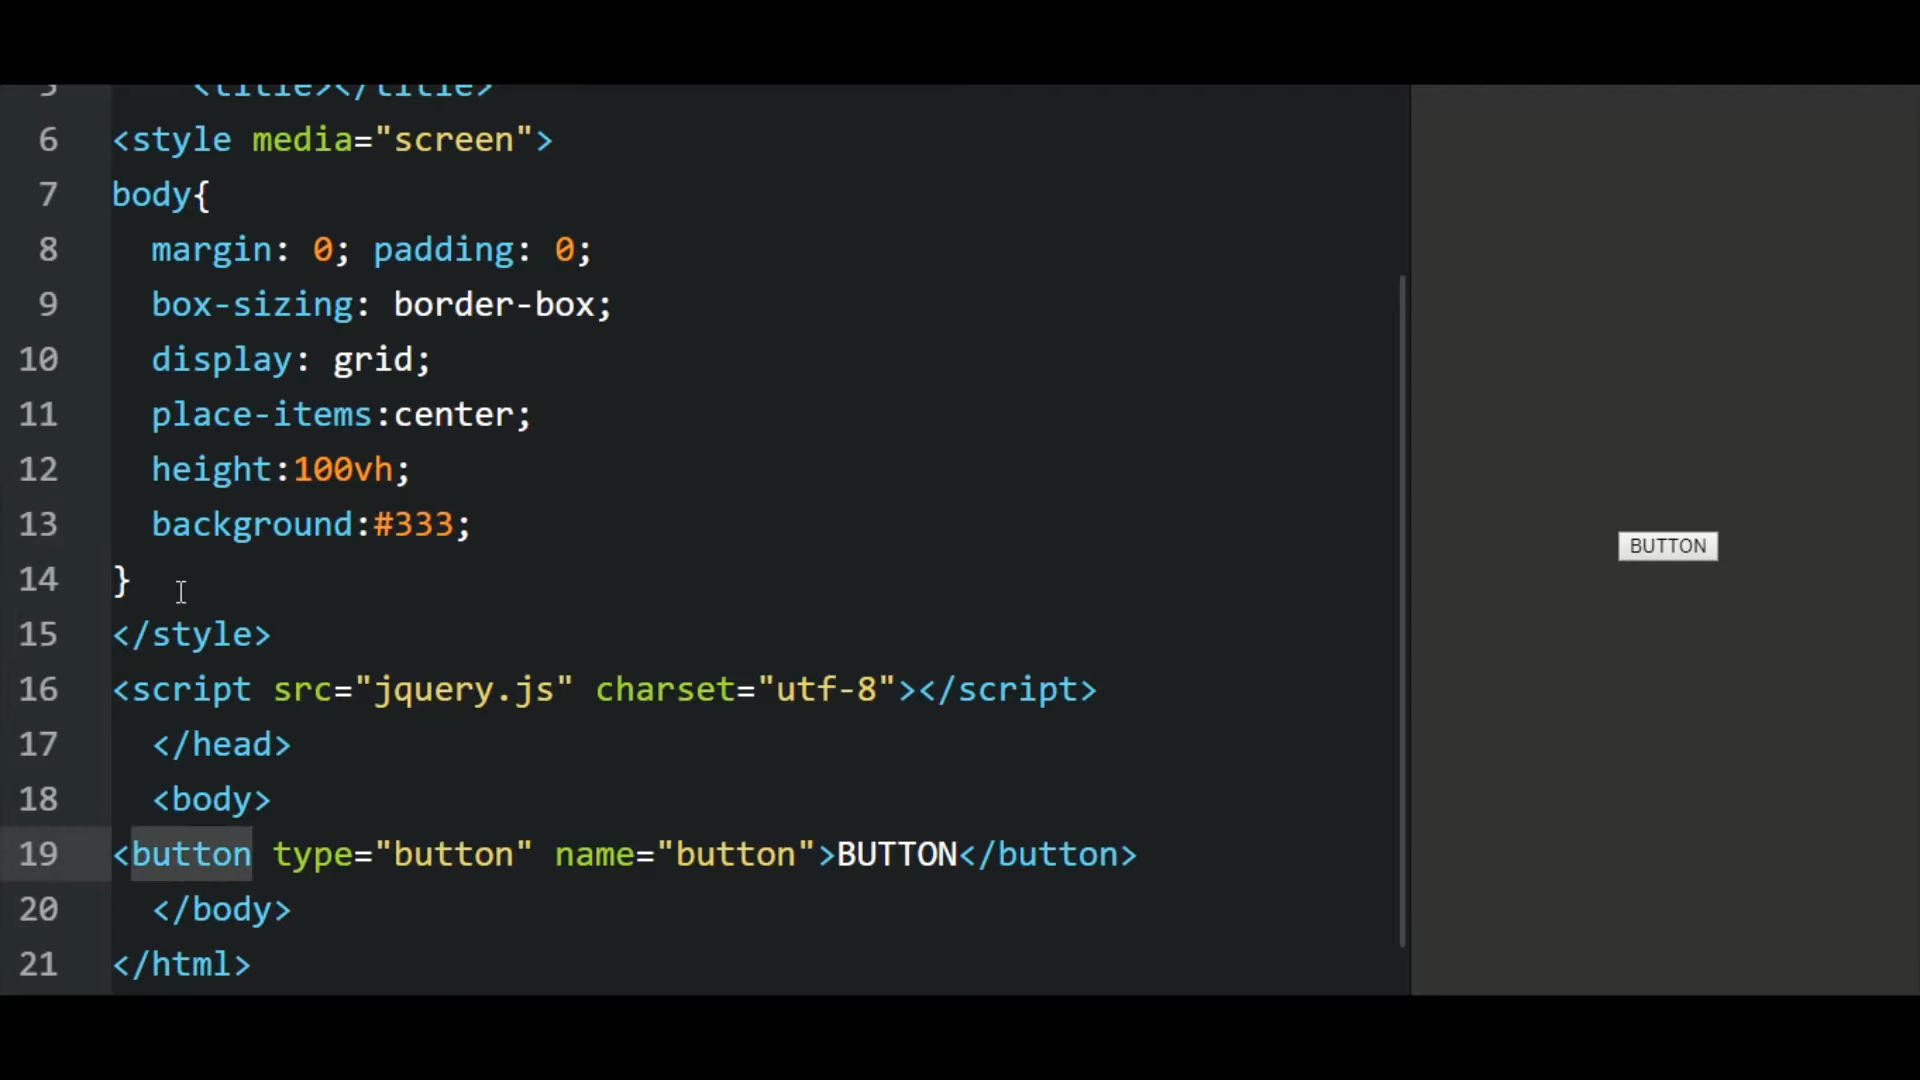 5 <title></title>
6 <style media="screen">
7 body{
8 margin: 0; padding: 0;
9 box-sizing: border-box;
10 display: grid;
11 place-items:center;
12 height:100vh;
13 background:#333;
14 }
15 </style>
16 <script src="jquery.js" charset="utf-8"></script>
17 </head>
18 <body>
19 <button type="button" name="button">BUTTON</button>
20 </body>
21 </html>
BUTTON